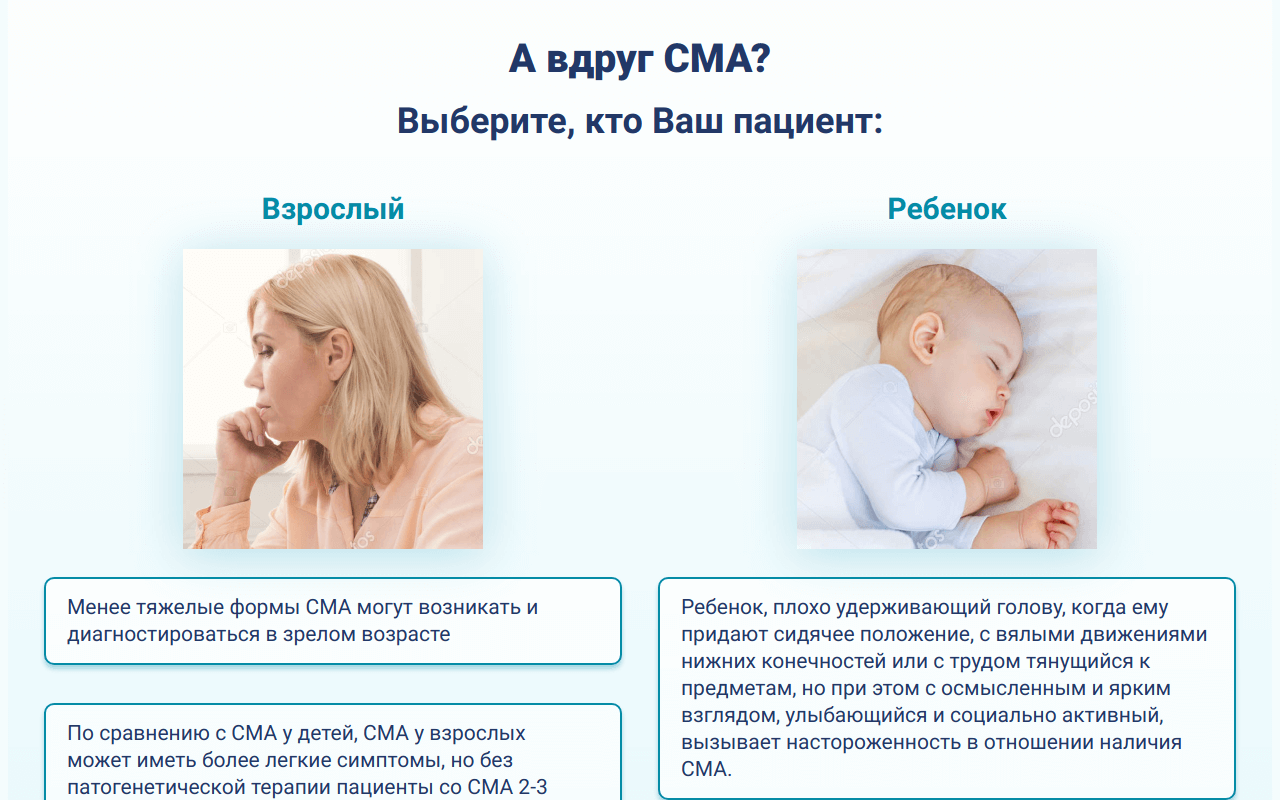 А вдруг СМА?
Выберите, кто Ваш пациент:
Взрослый
Ребенок
Менее тяжелые формы СМА могут возникать и
диагностироваться в зрелом возрасте
По сравнению с СМА у детей, СМА у взрослых
может иметь более легкие симптомы, но без
патогенетической терапии пациенты со СМА 2-3
Ребенок, плохо удерживающий голову, когда ему
придают сидячее положение, с вялыми движениями
нижних конечностей или с трудом тянущийся к
предметам, но при этом с осмысленным и ярким
взглядом, улыбающийся и социально активный,
вызывает настороженность в отношении наличия
СМА.